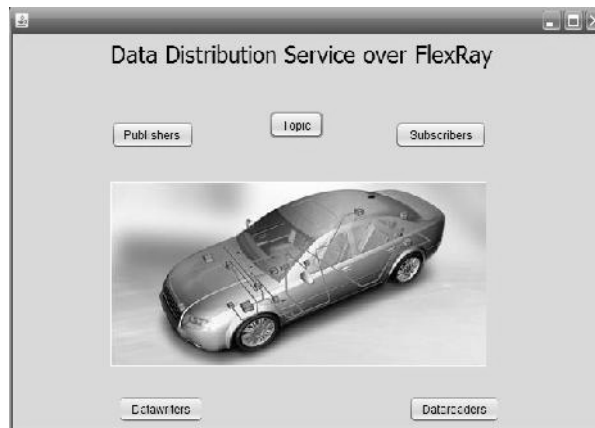 Data Distribution Service over FlexRay
Topic
Publishers
Subscribers
Datawriters
Datareaders